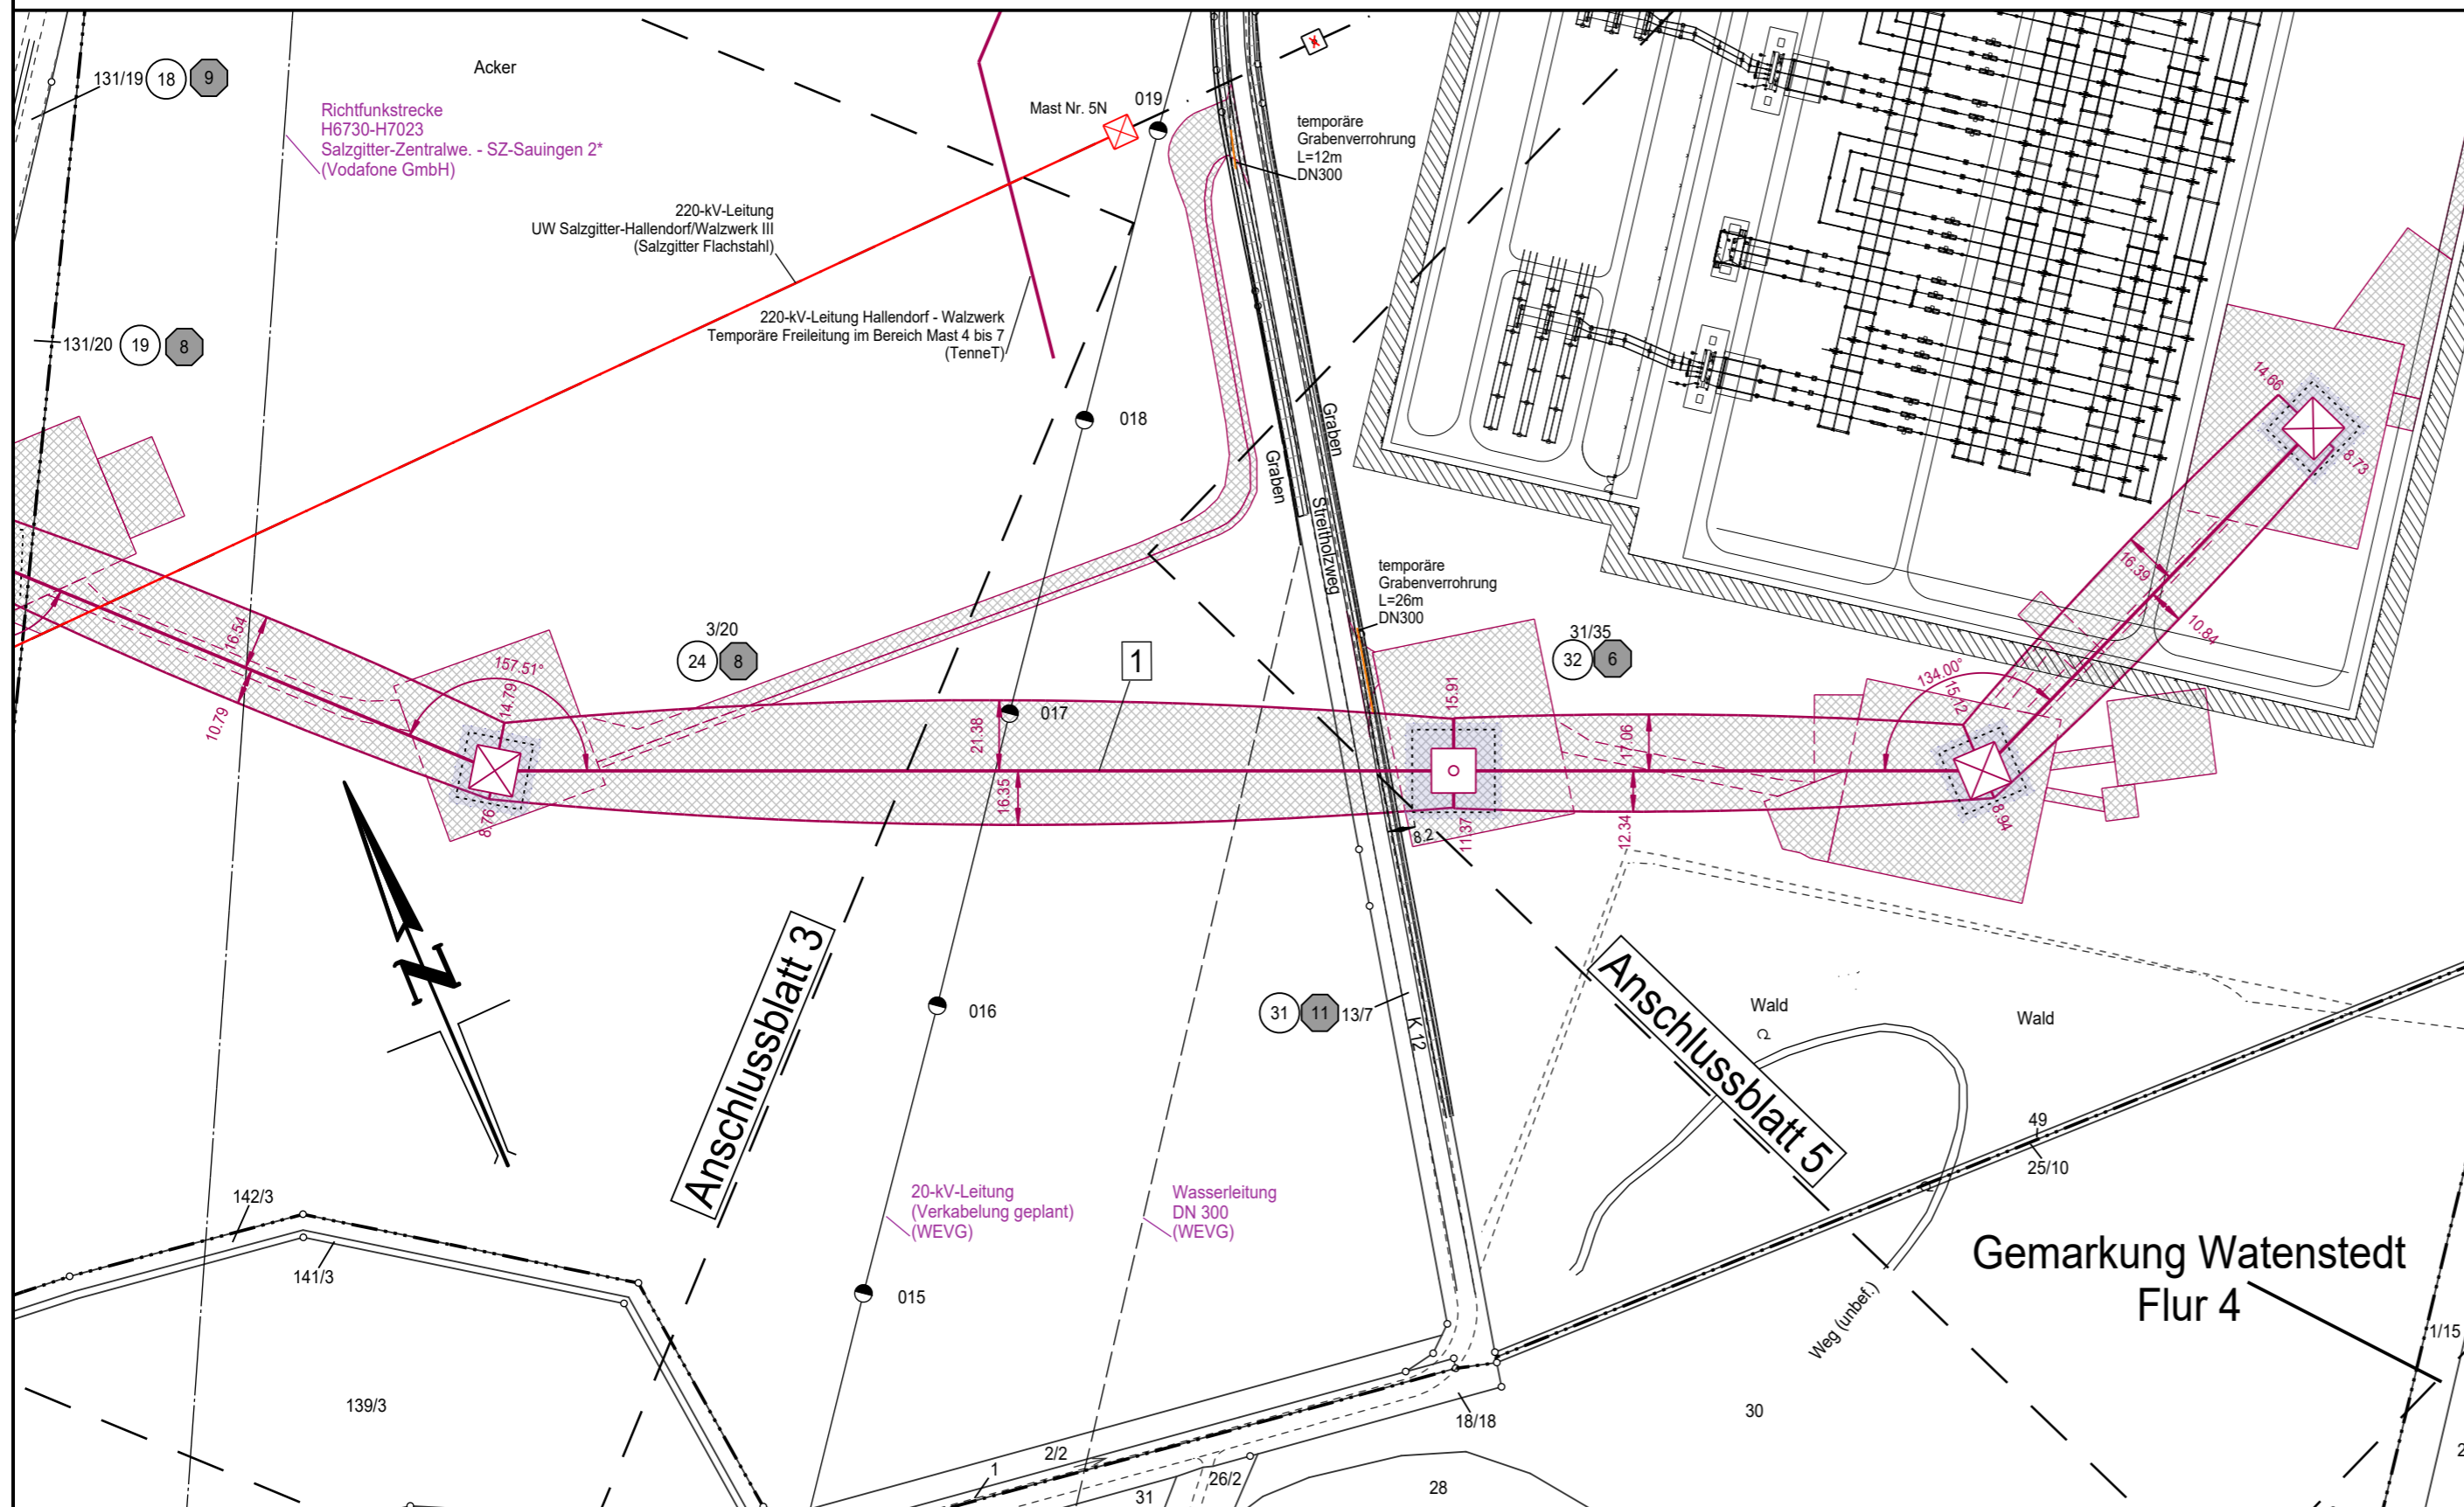 131/19
18
9
Acker
Richtfunkstrecke
H6730-H7023
Salzgitter-Zentralwe. - SZ-Sauingen 2*
(Vodafone GmbH)
Mast Nr. 5N
019
temporäre
Grabenverrohrung
L=12m
DN300
220-kV-Leitung
UW Salzgitter-Hallendorf/Walzwerk III
(Salzgitter Flachstahl)
220-kV-Leitung Hallendorf - Walzwerk
Temporäre Freileitung im Bereich Mast 4 bis 7
(TenneT)
131/20
19
8
018
Graben
Graben
Streitholzweg
14.66
8.73
16.39
10.84
temporäre
Grabenverrohrung
L=26m
DN300
16.54
10.79
157.51°
14.79
8.76
3/20
24
8
1
017
21.38
16.35
15.91
11.37
8.2
31/35
32
6
17.06
12.34
134.00°
15.12
8.94
N
Anschlussblatt 3
016
31
11
13/7
K 12
Anschlussblatt 5
Wald
Wald
49
25/10
142/3
141/3
20-kV-Leitung
(Verkabelung geplant)
(WEVG)
Wasserleitung
DN 300
(WEVG)
015
Gemarkung Watenstedt
Flur 4
Weg (unbef.)
1/15
139/3
18/18
30
2/2
1
26/2
31
28
2